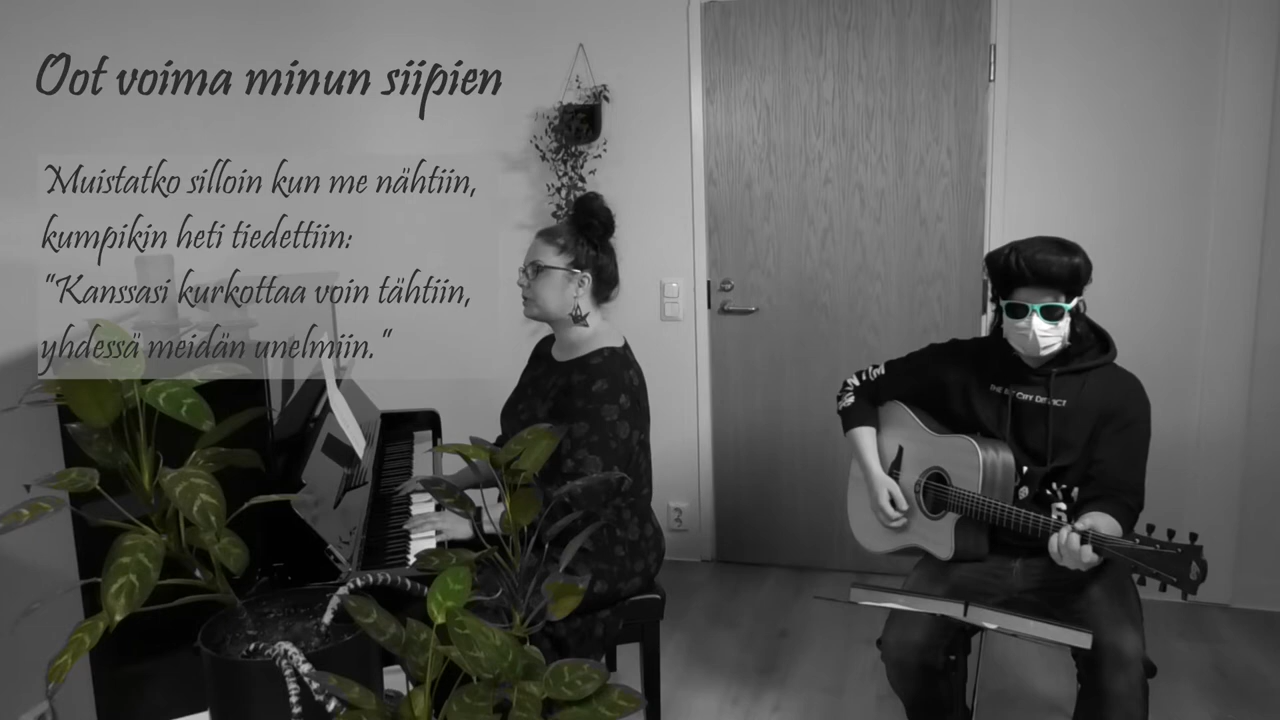 Oot voima minun siipien
Muistatko silloin kun me nähtiin,
kumpikin heti tiedettiin:
"Kanssasi kurkottaa voin tähtiin,
yhdessä meidän unelmiin."